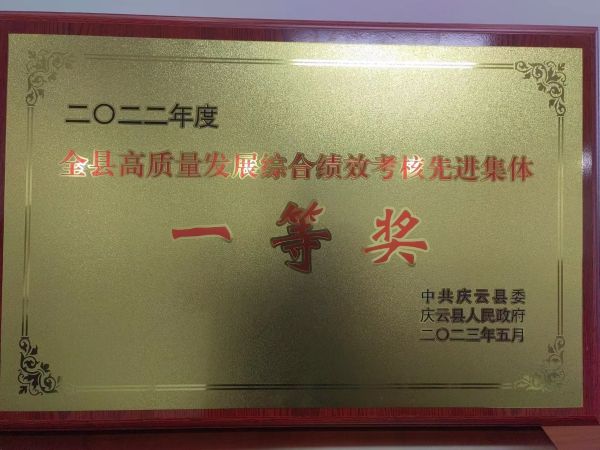 二〇二二年度
全县高质量发展综合绩效考核先进集体
一等奖
中共庆云县委
庆云县人民政府
二〇二三年五月